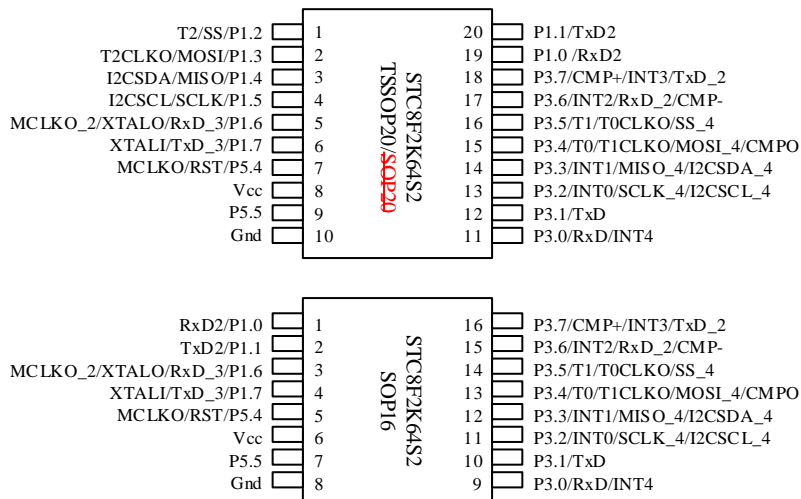 T2/SS/P1.2 1 20 P1.1/TxD2
T2CLKO/MOSI/P1.3 2 19 P1.0 /RxD2
I2CSDA/MISO/P1.4 3 18 P3.7/CMP+/INT3/TxD_2
I2CSCL/SCLK/P1.5 4 17 P3.6/INT2/RxD_2/CMP-
MCLKO_2/XTALO/RxD_3/P1.6 5 16 P3.5/T1/T0CLKO/SS_4
XTALI/TxD_3/P1.7 6 15 P3.4/T0/T1CLKO/MOSI_4/CMPO
MCLKO/RST/P5.4 7 14 P3.3/INT1/MISO_4/I2CSDA_4
Vcc 8 13 P3.2/INT0/SCLK_4/I2CSCL_4
P5.5 9 12 P3.1/TxD
Gnd 10 11 P3.0/RxD/INT4
STC8F2K64S2
TSSOP20/SOP20
RxD2/P1.0 1 16 P3.7/CMP+/INT3/TxD_2
TxD2/P1.1 2 15 P3.6/INT2/RxD_2/CMP-
MCLKO_2/XTALO/RxD_3/P1.6 3 14 P3.5/T1/T0CLKO/SS_4
XTALI/TxD_3/P1.7 4 13 P3.4/T0/T1CLKO/MOSI_4/CMPO
MCLKO/RST/P5.4 5 12 P3.3/INT1/MISO_4/I2CSDA_4
Vcc 6 11 P3.2/INT0/SCLK_4/I2CSCL_4
P5.5 7 10 P3.1/TxD
Gnd 8 9 P3.0/RxD/INT4
STC8F2K64S2
SOP16